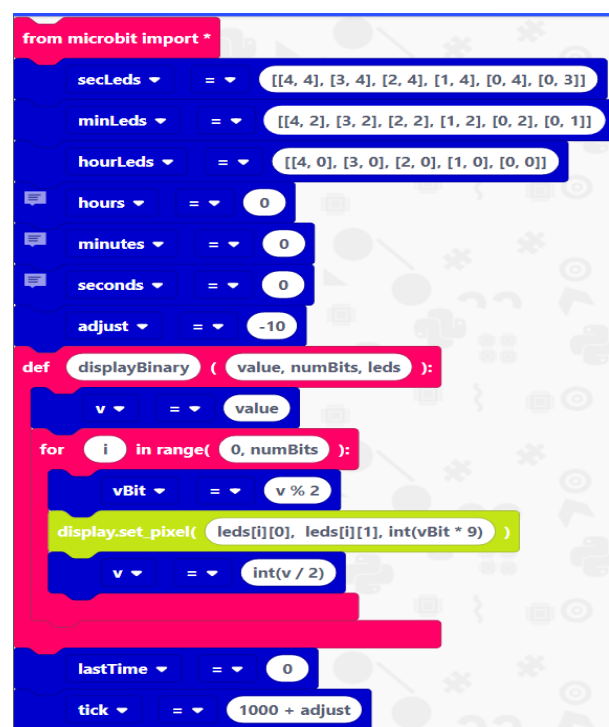 from microbit import *
secLeds = [[4, 4], [3, 4], [2, 4], [1, 4], [0, 4], [0, 3]]
minLeds = [[4, 2], [3, 2], [2, 2], [1, 2], [0, 2], [0, 1]]
hourLeds = [[4, 0], [3, 0], [2, 0], [1, 0], [0, 0]]
hours = 0
minutes = 0
seconds = 0
adjust = -10
def displayBinary ( value, numBits, leds ):
v = value
for i in range( 0, numBits ):
vBit = v % 2
display.set_pixel( leds[i][0], leds[i][1], int(vBit * 9) )
v = int(v / 2)
lastTime = 0
tick = 1000 + adjust